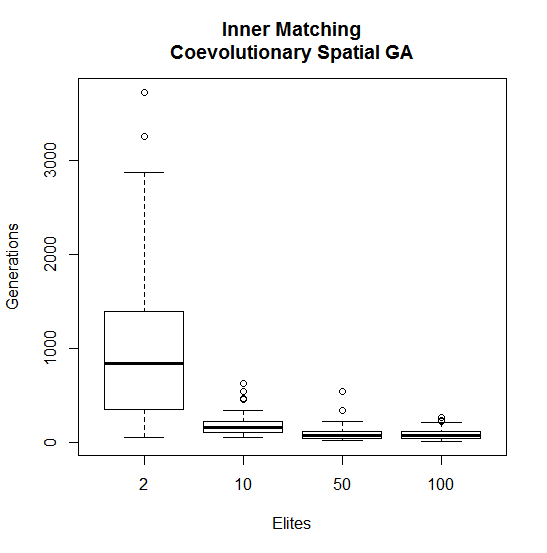 Inner Matching
Coevolutionary Spatial GA
Generations
3000
2000
1000
0
2 10 50 100
Elites